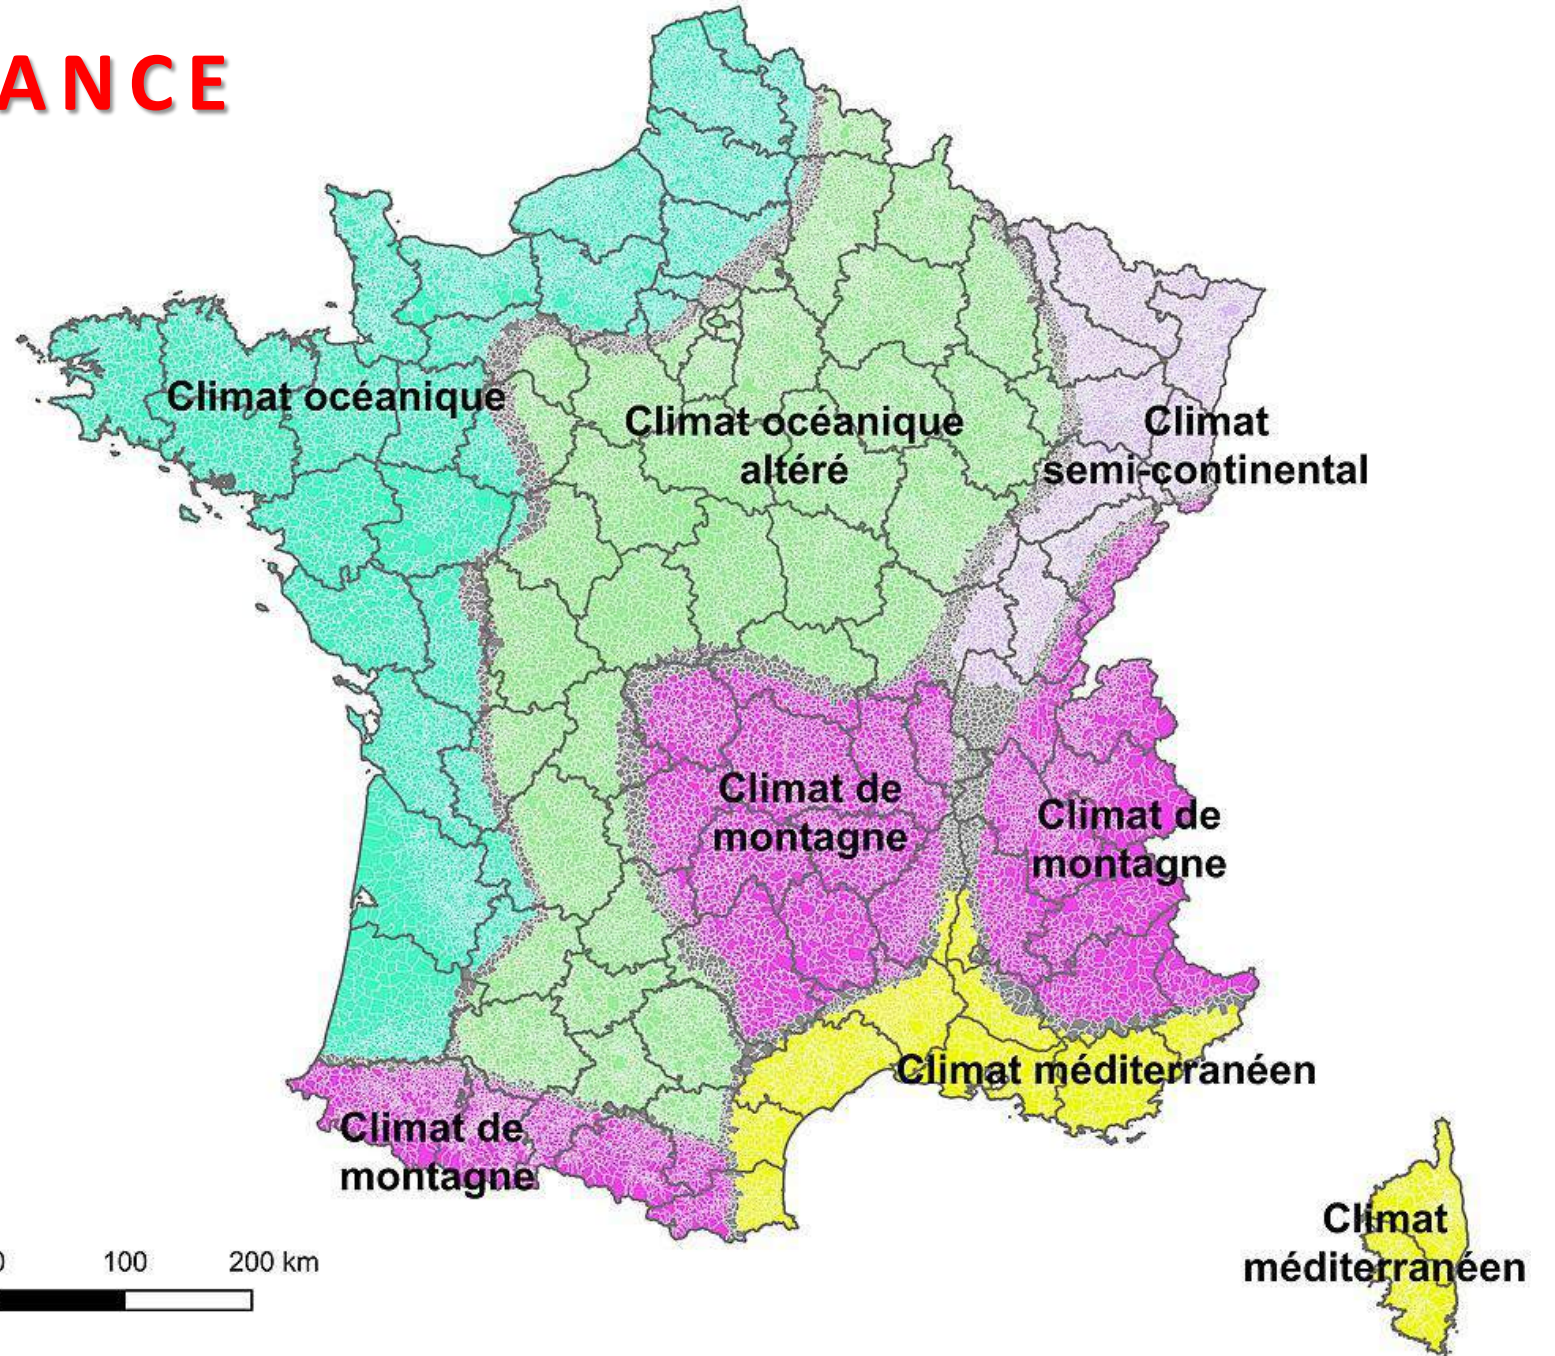 ANCE
Climat océanique
Climat océanique
altéré
Climat
semi-continental
Climat de
montagne
Climat de
montagne
Climat méditerranéen
Climat de
montagne
Climat
méditerranéen
0 100 200 km